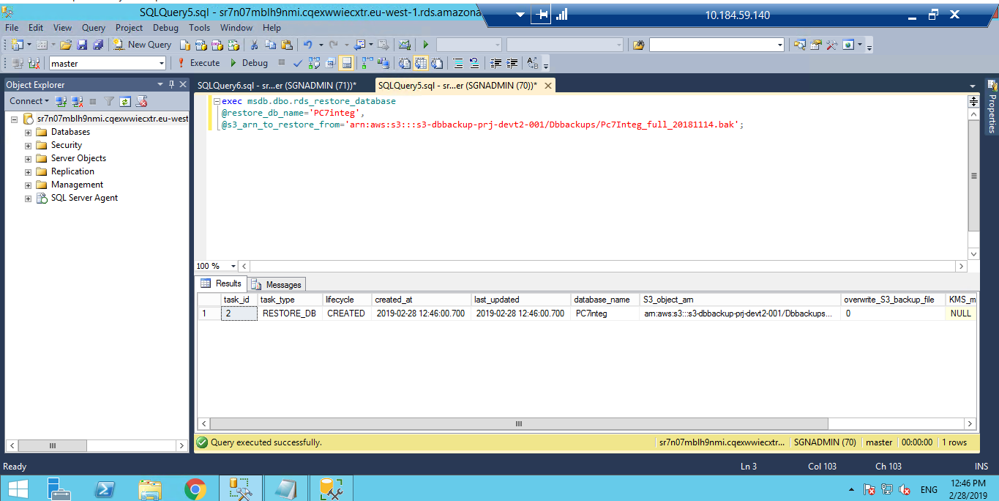 SQLQuery5.sql - sr7n07mblh9nmi.cqexwwiecxtr.eu-west-1.rds.amazona
10.184.59.140
File Edit View Query Project Debug Tools Window Help
New Query
master Execute Debug
Object Explorer
SQLQuery6.sql - sr...er (SGNADMIN (71))* SQLQuery5.sql - sr...er (SGNADMIN (70))*
Properties
Connect
sr7n07mblh9nmi.cqexwwiecxtr.eu-west
Databases
Security
Server Objects
Replication
Management
SQL Server Agent
exec msdb.dbo.rds_restore_database
@restore_db_name='PC7integ',
@s3_arn_to_restore_from='arn:aws:s3:::s3-dbbackup-prj-devt2-001/Dbbackups/Pc7Integ_full_20181114.bak';
100 %
Results Messages
task_id task_type lifecycle created_at last_updated database_name S3_object_arn overwrite_S3_backup_file KMS_m
1 2 RESTORE_DB CREATED 2019-02-28 12:46:00.700 2019-02-28 12:46:00.700 PC7integ arn:aws:s3:::s3-dbbackup-prj-devt2-001/Dbbackups... 0 NULL
Query executed successfully.
sr7n07mblh9nmi.cqexwwiecxtr... SGNADMIN (70) master 00:00:00 1 rows
Ready Ln 3 Col 103 Ch 103 INS
ENG
12:46 PM
2/28/2019